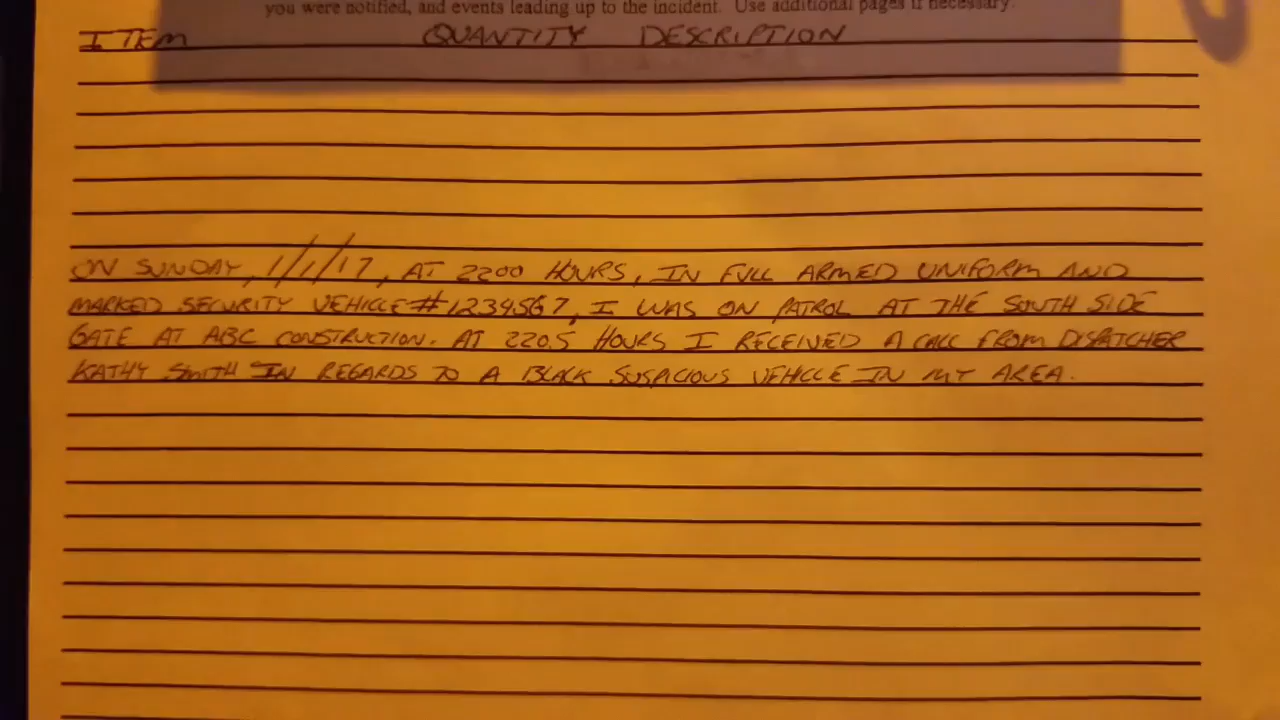 you were notified, and events leading up to the incident. Use additional pages if necessary.
ITEM QUANTITY DESCRIPTION
ON SUNDAY, 1/1/17, AT 2200 HOURS, IN FULL ARMED UNIFORM AND
MARKED SECURITY VEHICLE #1234567, I WAS ON PATROL AT THE SOUTH SIDE
GATE AT ABC CONSTRUCTION. AT 2205 HOURS I RECEIVED A CALL FROM DISPATCHER
KATHY SMITH IN REGARDS TO A BLACK SUSPICIOUS VEHICLE IN MY AREA.